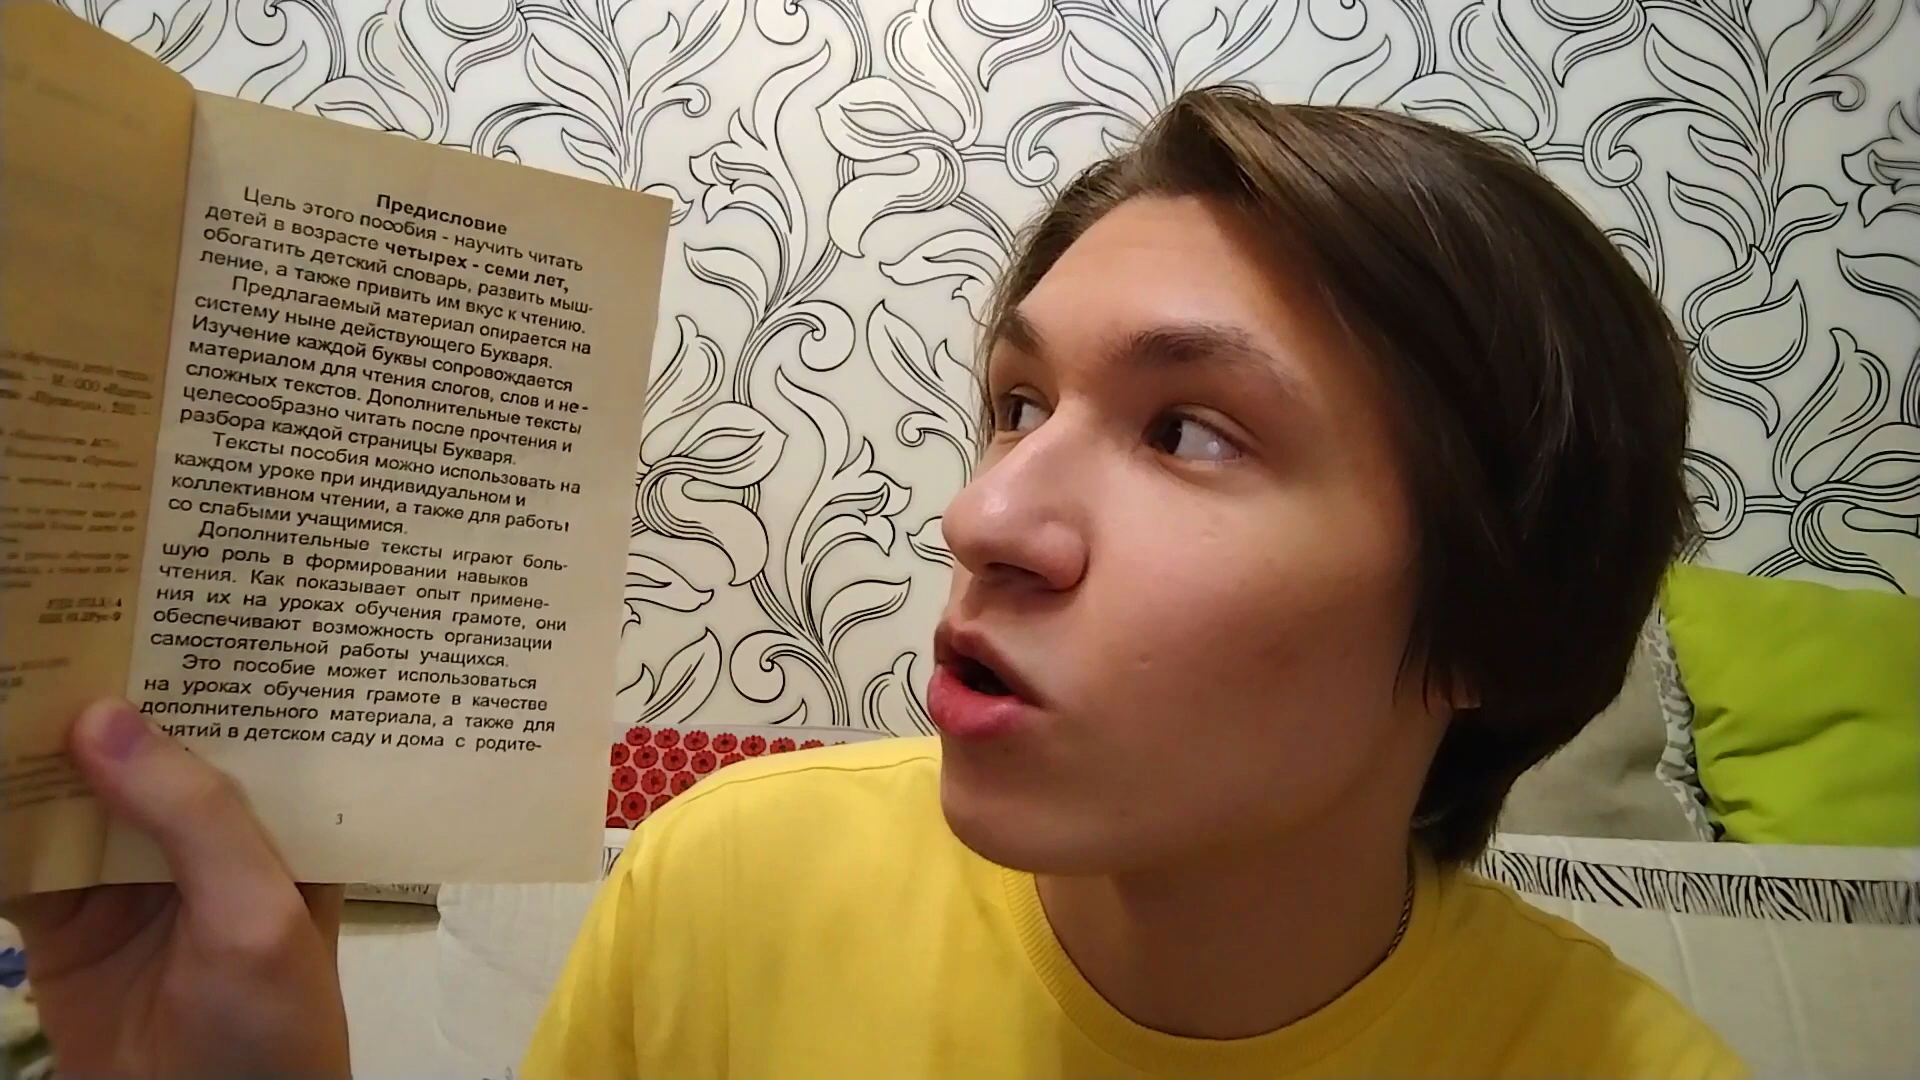 Предисловие
Цель этого пособия - научить читать
детей в возрасте четырех - семи лет,
обогатить детский словарь, развить мыш-
ление, а также привить им вкус к чтению.
Предлагаемый материал опирается на
систему ныне действующего Букваря.
Изучение каждой буквы сопровождается
материалом для чтения слогов, слов и не-
сложных текстов. Дополнительные тексты
целесообразно читать после прочтения и
разбора каждой страницы Букваря.
Тексты пособия можно использовать на
каждом уроке при индивидуальном и
коллективном чтении, а также для работы
со слабыми учащимися.
Дополнительные тексты играют боль-
шую роль в формировании навыков
чтения. Как показывает опыт примене-
ния их на уроках обучения грамоте, они
обеспечивают возможность организации
самостоятельной работы учащихся.
Это пособие может использоваться
на уроках обучения грамоте в качестве
дополнительного материала, а также для
нятий в детском саду и дома с родите-
3